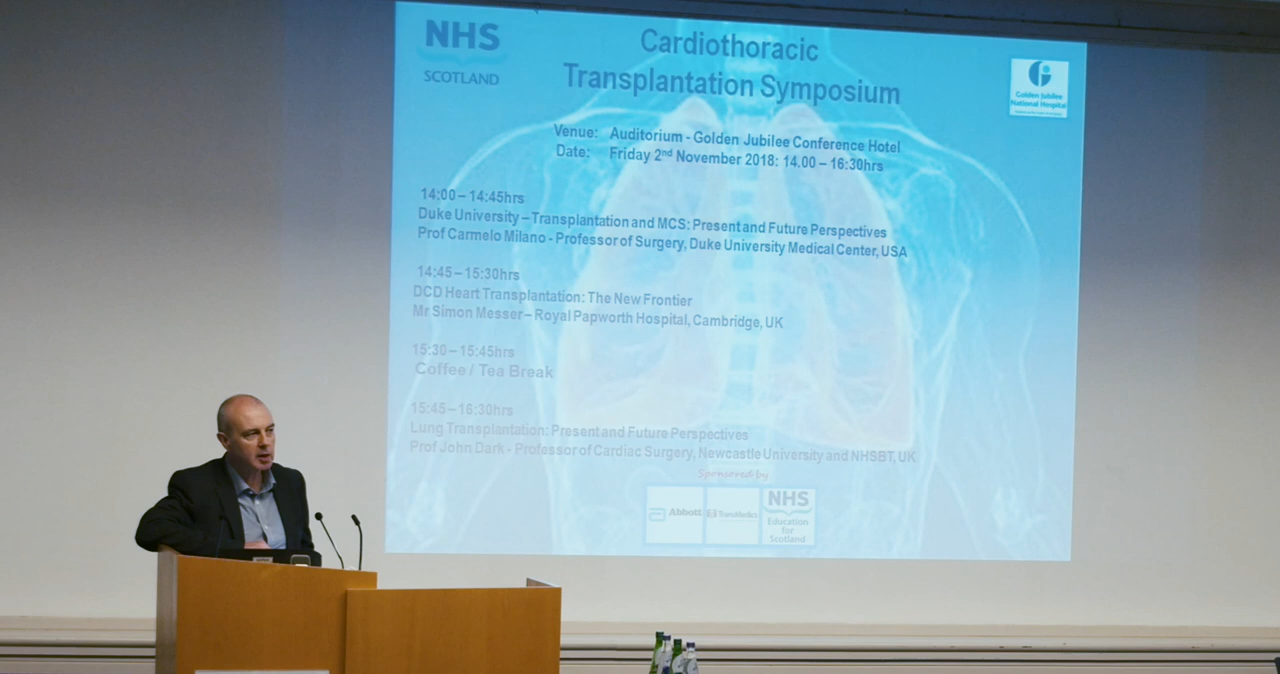 NHS
SCOTLAND
Cardiothoracic
Transplantation Symposium
Golden Jubilee
National Hospital
Venue: Auditorium - Golden Jubilee Conference Hotel
Date: Friday 2nd November 2018: 14.00 – 16:30hrs
14:00 – 14:45hrs
Duke University – Transplantation and MCS: Present and Future Perspectives
Prof Carmelo Milano - Professor of Surgery, Duke University Medical Center, USA
14:45 – 15:30hrs
DCD Heart Transplantation: The New Frontier
Mr Simon Messer – Royal Papworth Hospital, Cambridge, UK
15:30 – 15:45hrs
Coffee / Tea Break
15:45 – 16:30hrs
Lung Transplantation: Present and Future Perspectives
Prof John Dark - Professor of Cardiac Surgery, Newcastle University and NHSBT, UK
Sponsored by
Abbott
TransMedics
NHS
Education
for
Scotland